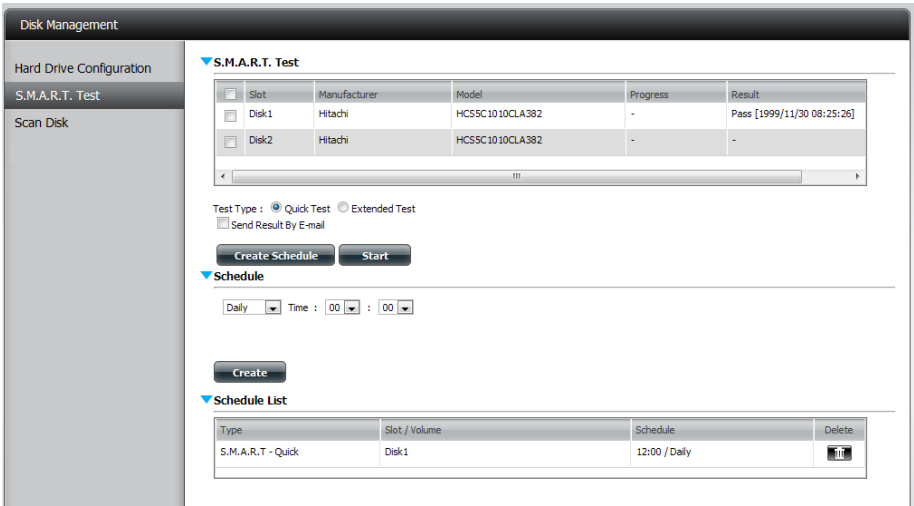 Disk Management
Hard Drive Configuration
S.M.A.R.T. Test
Scan Disk
S.M.A.R.T. Test
Slot Manufacturer Model Progress Result
Disk1 Hitachi HCS5C1010CLA382 - Pass [1999/11/30 08:25:26]
Disk2 Hitachi HCS5C1010CLA382 - -
Test Type : Quick Test Extended Test
Send Result By E-mail
Create Schedule Start
Schedule
Daily Time : 00 : 00
Create
Schedule List
Type Slot / Volume Schedule Delete
S.M.A.R.T - Quick Disk1 12:00 / Daily